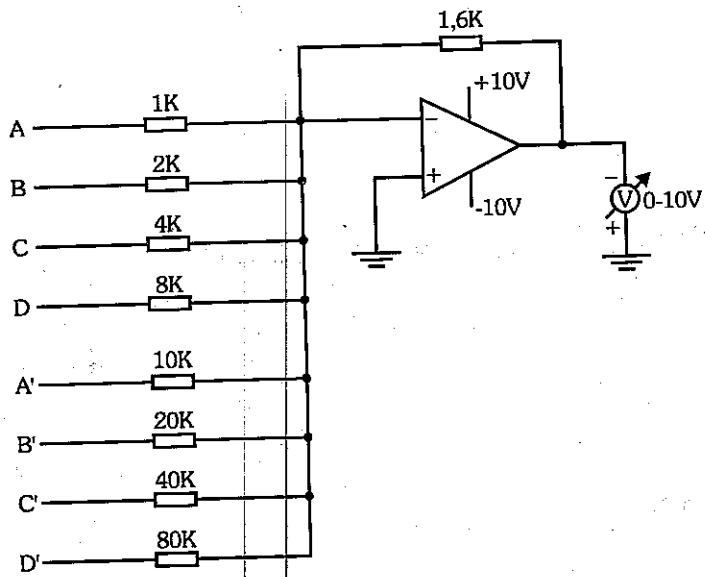 1,6K
+10V
1K
A
−
2K
B
+
-10V
−
V 0-10V
+
4K
C
8K
D
10K
A'
20K
B'
40K
C'
80K
D'